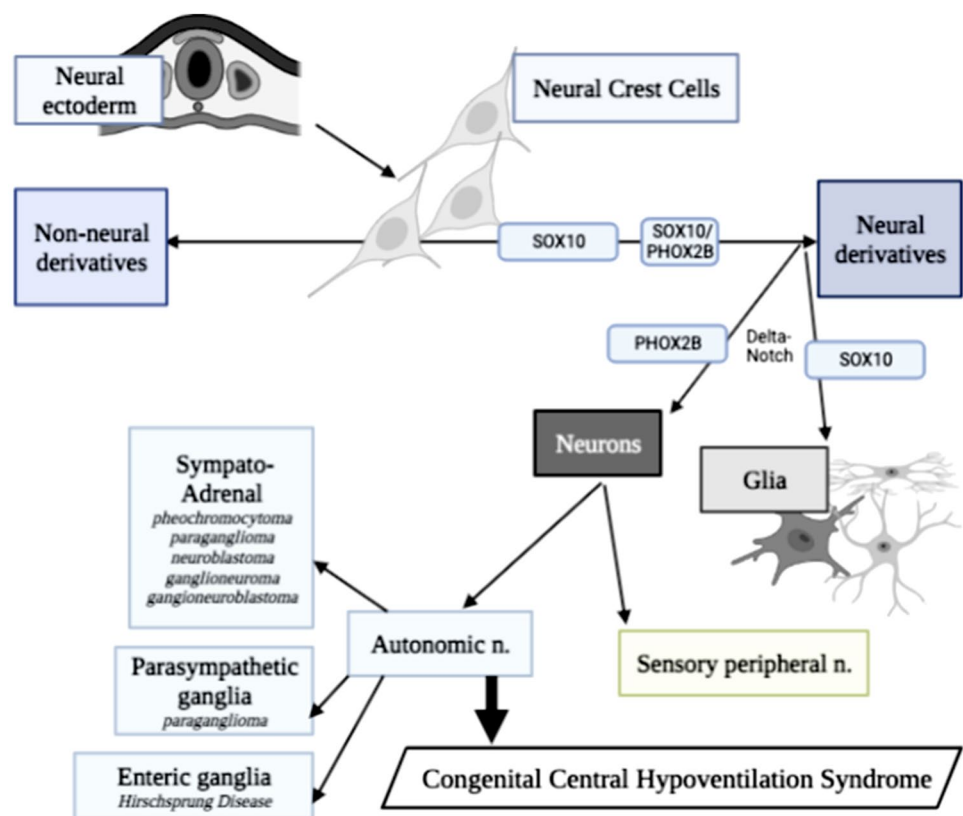 Neural
ectoderm
Neural Crest Cells
Non-neural
derivatives
SOX10
SOX10/
PHOX2B
Neural
derivatives
PHOX2B
Delta-
Notch
SOX10
Neurons
Glia
Sympato-
Adrenal
pheochromocytoma
paraganglioma
neuroblastoma
ganglioneuroma
gangioneuroblastoma
Autonomic n.
Sensory peripheral n.
Parasympathetic
ganglia
paraganglioma
Enteric ganglia
Hirschsprung Disease
Congenital Central Hypoventilation Syndrome